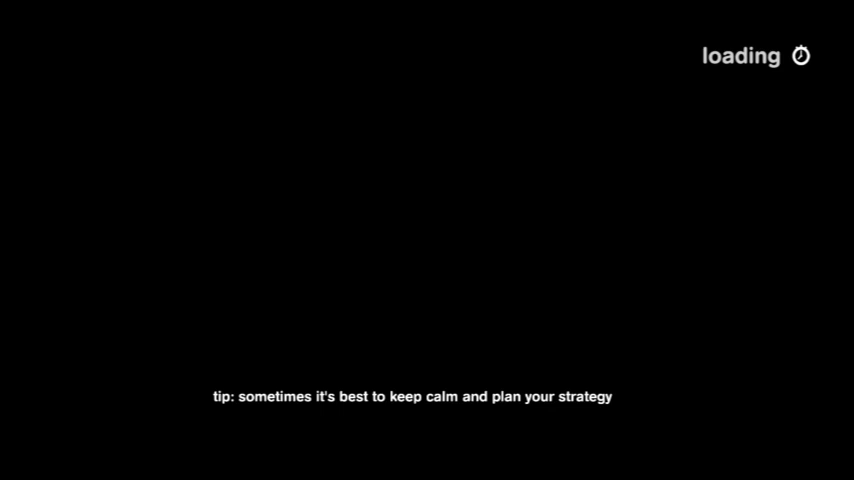 loading
tip: sometimes it's best to keep calm and plan your strategy